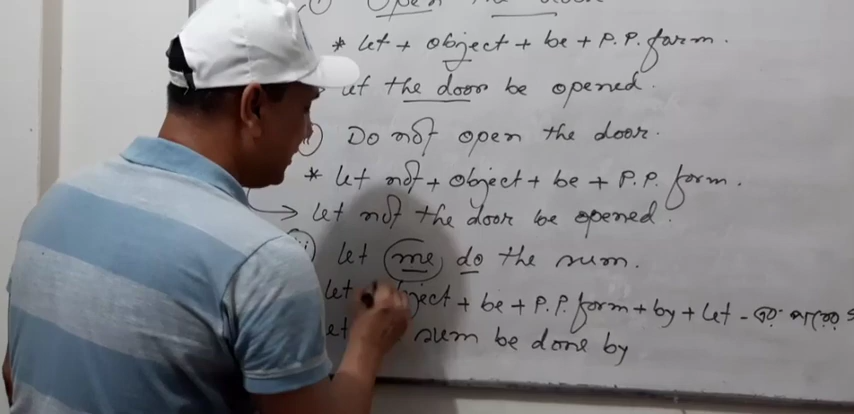 ① Open the door
* let + object + be + P.P. form.
let the door be opened.
) Do not open the door.
* let not + object + be + P.P. form.
→ let not the door be opened.
let me do the sum.
let object + be + P.P. form + by + let -
sum be done by